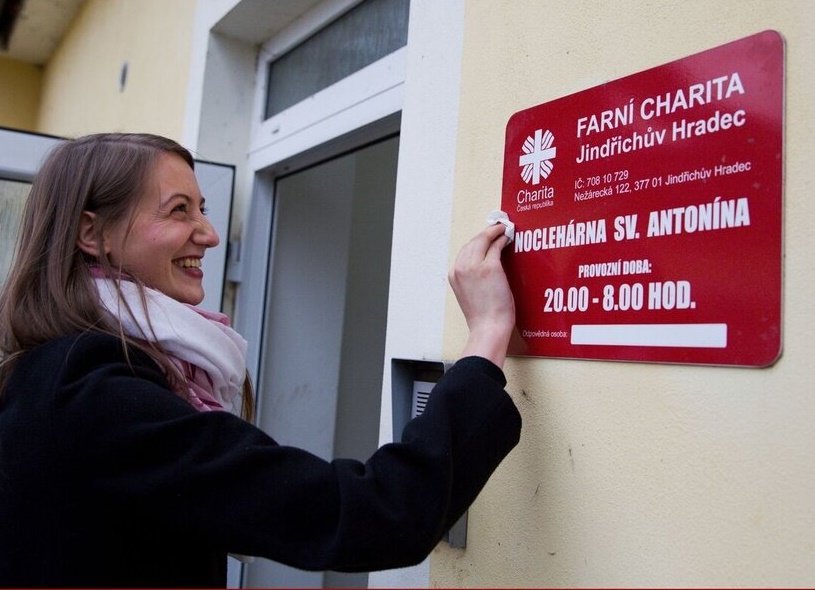 FARNÍ CHARITA
Jindřichův Hradec
IČ: 708 10 729
Nežárecká 122, 377 01 Jindřichův Hradec
Charita
Česká republika
NOCLEHÁRNA SV. ANTONÍNA
PROVOZNÍ DOBA:
20.00 - 8.00 HOD.
Odpovědná osoba: